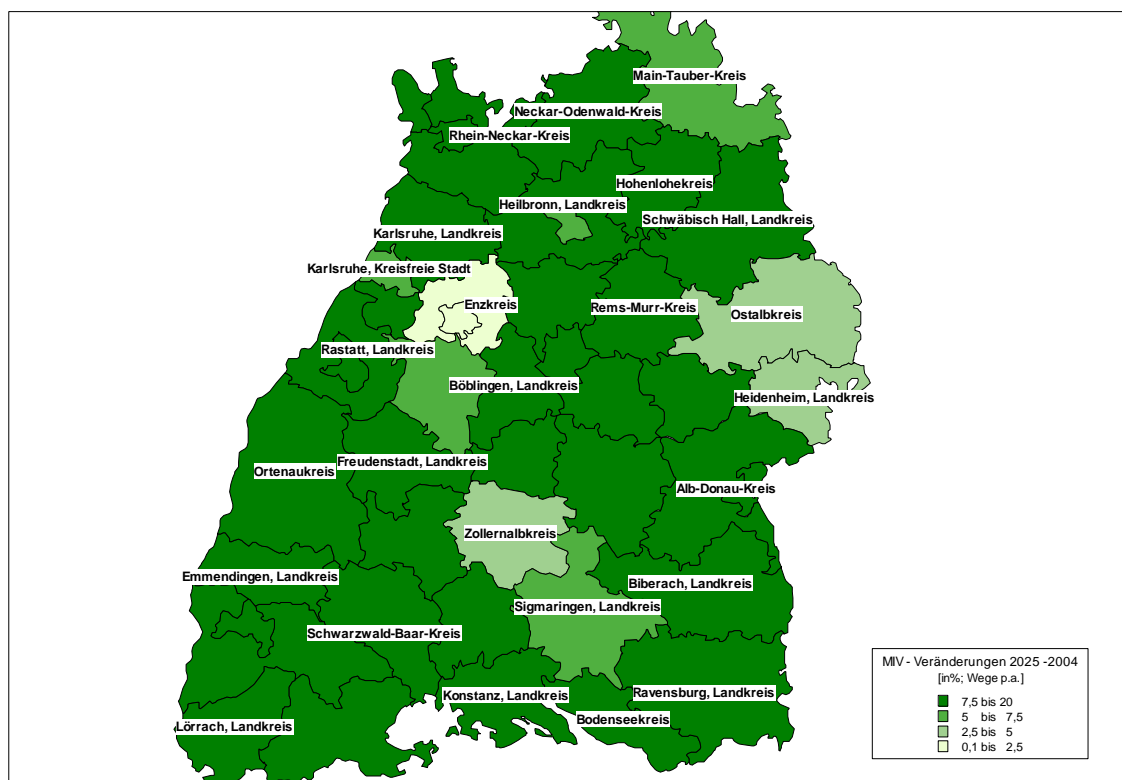 Main-Tauber-Kreis
Neckar-Odenwald-Kreis
Rhein-Neckar-Kreis
Hohenlohekreis
Heilbronn, Landkreis
Schwäbisch Hall, Landkreis
Karlsruhe, Landkreis
Karlsruhe, Kreisfreie Stadt
Enzkreis
Rems-Murr-Kreis
Ostalbkreis
Rastatt, Landkreis
Böblingen, Landkreis
Heidenheim, Landkreis
Freudenstadt, Landkreis
Ortenaukreis
Alb-Donau-Kreis
Zollernalbkreis
Emmendingen, Landkreis
Biberach, Landkreis
Sigmaringen, Landkreis
Schwarzwald-Baar-Kreis
Konstanz, Landkreis
Ravensburg, Landkreis
Bodenseekreis
Lörrach, Landkreis
MIV - Veränderungen 2025 -2004
[in%; Wege p.a.]
7,5 bis 20
5 bis 7,5
2,5 bis 5
0,1 bis 2,5